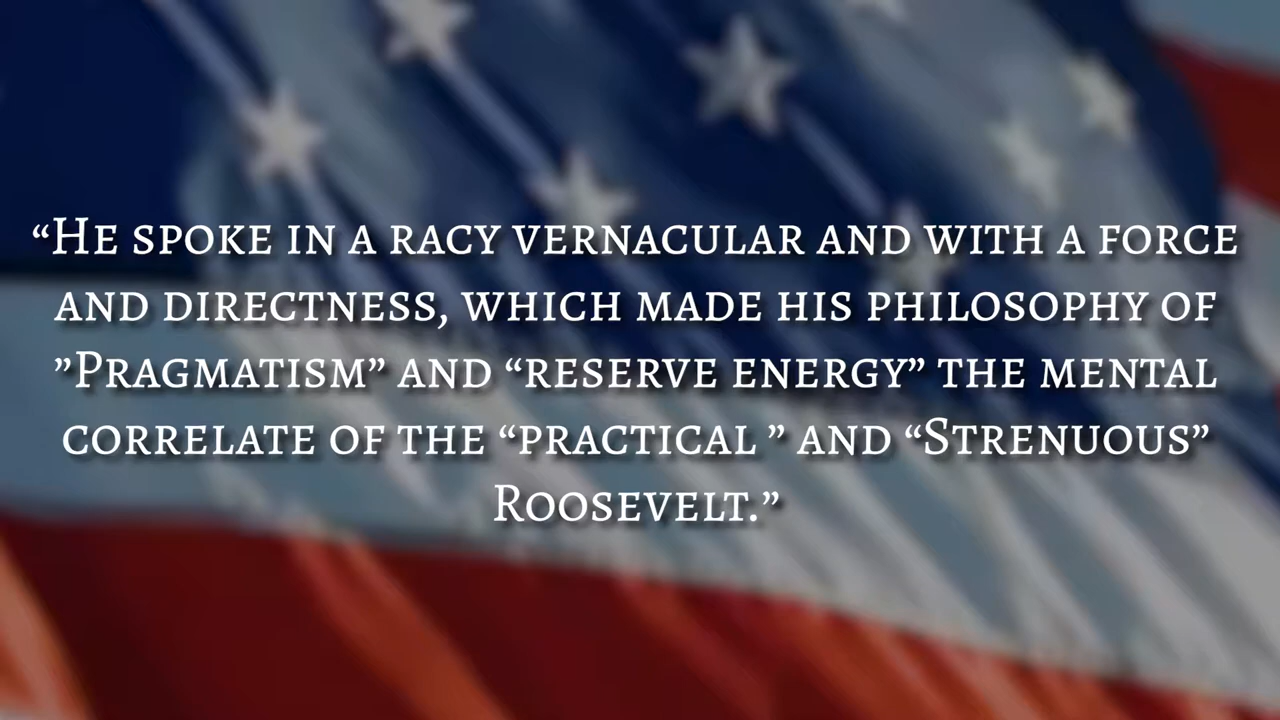 “He spoke in a racy vernacular and with a force
and directness, which made his philosophy of
”Pragmatism” and “reserve energy” the mental
correlate of the “practical ” and “Strenuous”
Roosevelt.”